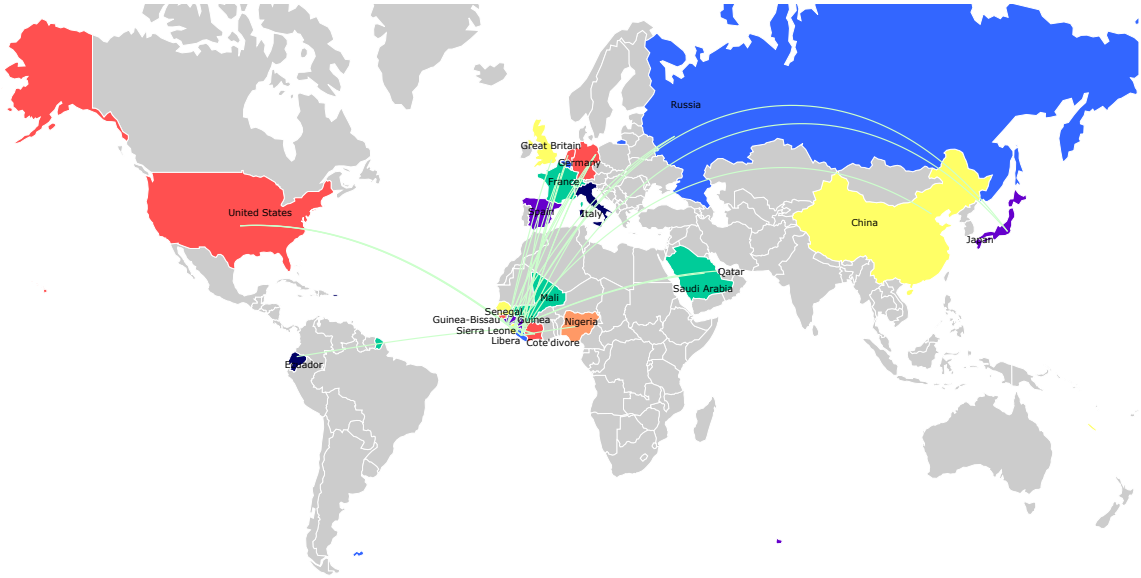 Russia
Great Britain
Germany
France
Spain
Italy
United States
China
Japan
Qatar
Saudi Arabia
Mali
Senegal
Guinea-Bissau
Guinea
Nigeria
Sierra Leone
Libera
Cote'divore
Ecuador